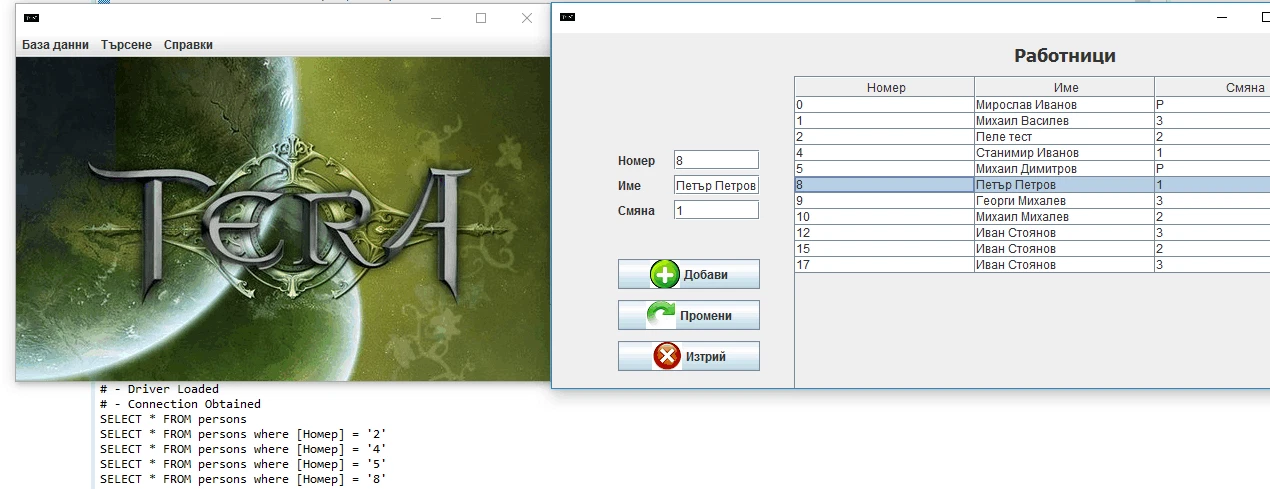 База данни Търсене Справки
TERA
Работници
Номер Име Смяна
0 Мирослав Иванов Р
1 Михаил Василев 3
2 Пеле тест 2
4 Станимир Иванов 1
5 Михаил Димитров Р
8 Петър Петров 1
9 Георги Михалев 3
10 Михаил Михалев 2
12 Иван Стоянов 3
15 Иван Стоянов 2
17 Иван Стоянов 3
Номер 8
Име Петър Петров
Смяна 1
Добави
Промени
Изтрий
# - Driver Loaded
# - Connection Obtained
SELECT * FROM persons
SELECT * FROM persons where [Номер] = '2'
SELECT * FROM persons where [Номер] = '4'
SELECT * FROM persons where [Номер] = '5'
SELECT * FROM persons where [Номер] = '8'